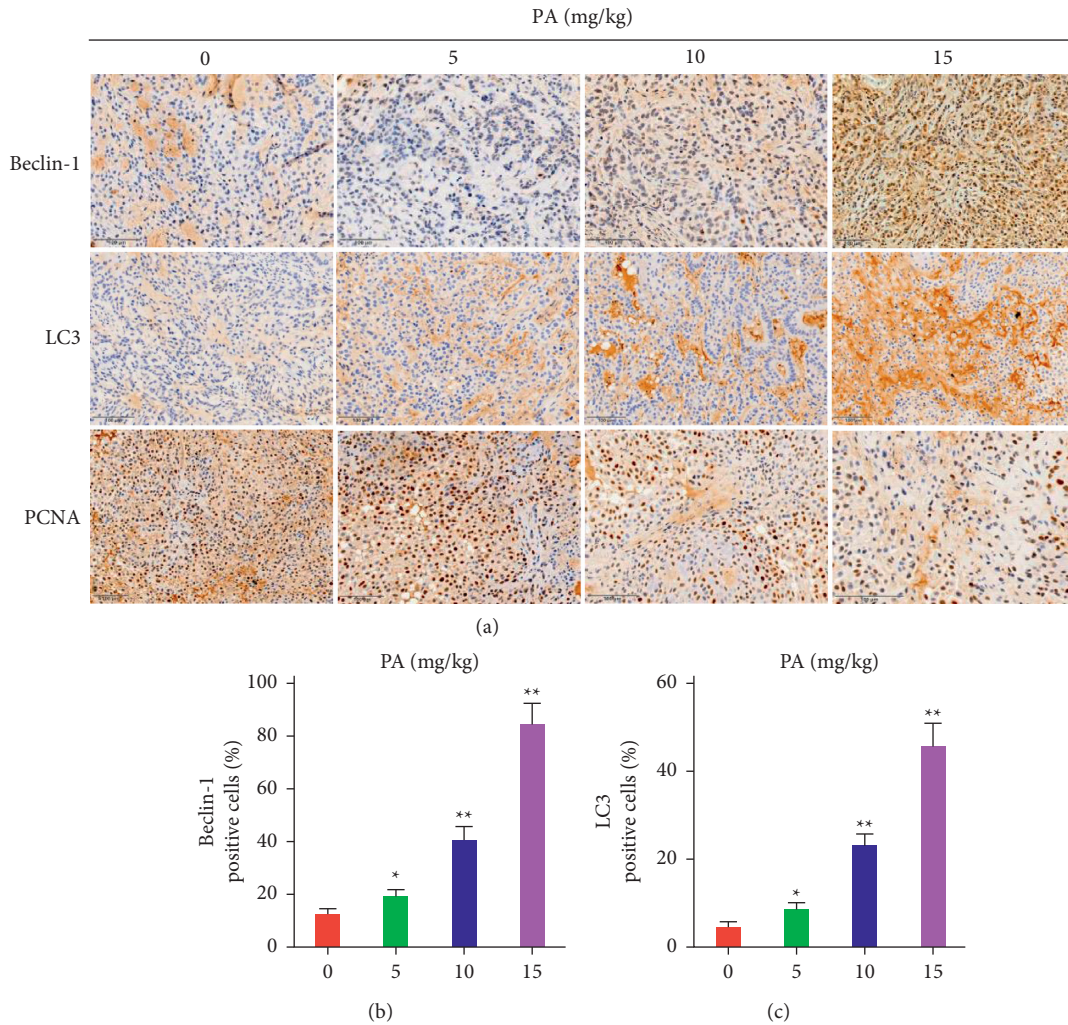 PA (mg/kg)
0 5 10 15
Beclin-1
LC3
PCNA
(a)
PA (mg/kg)
100
80
60
40
20
0
Beclin-1
positive cells (%)
*
**
**
0 5 10 15
(b)
PA (mg/kg)
60
40
20
0
LC3
positive cells (%)
*
**
**
0 5 10 15
(c)